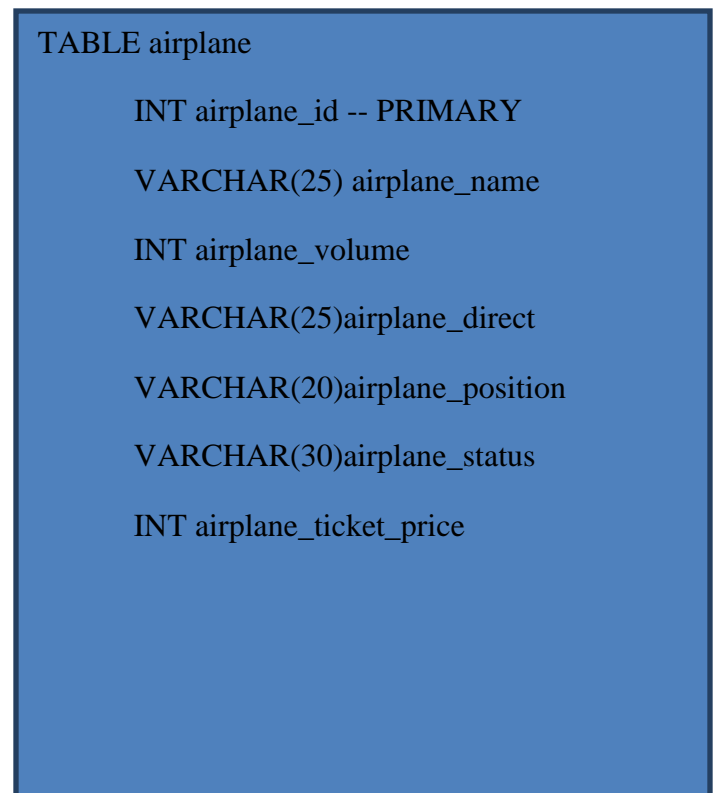 TABLE airplane
INT airplane_id -- PRIMARY
VARCHAR(25) airplane_name
INT airplane_volume
VARCHAR(25)airplane_direct
VARCHAR(20)airplane_position
VARCHAR(30)airplane_status
INT airplane_ticket_price